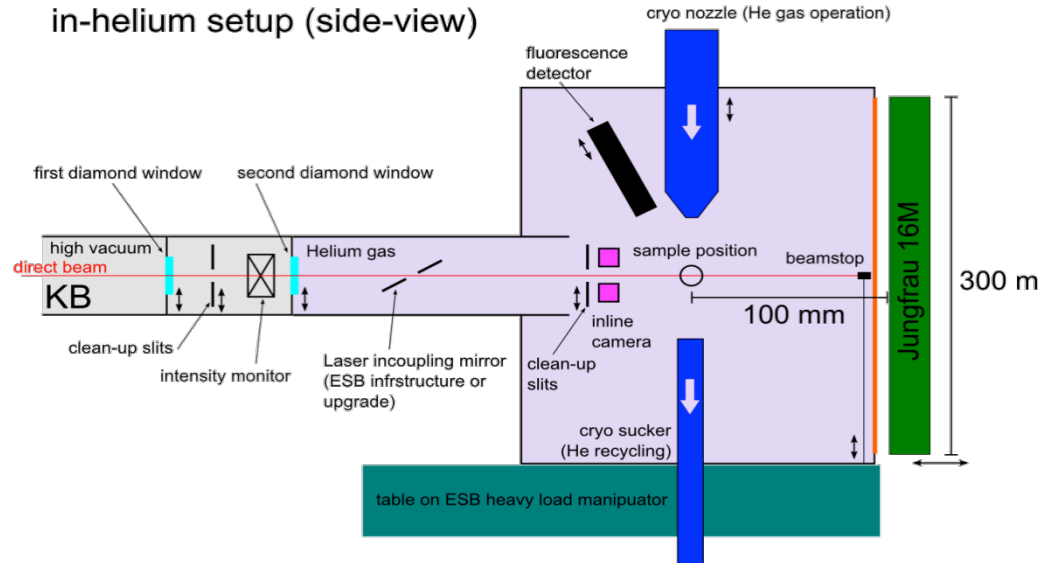 in-helium setup (side-view)
cryo nozzle (He gas operation)
fluorescence
detector
first diamond window
second diamond window
high vacuum
Helium gas
direct beam
KB
sample position
beamstop
Jungfrau 16M
300 m
100 mm
clean-up slits
intensity monitor
Laser incoupling mirror
(ESB infrstructure or
upgrade)
inline
camera
clean-up
slits
cryo sucker
(He recycling)
table on ESB heavy load manipuator